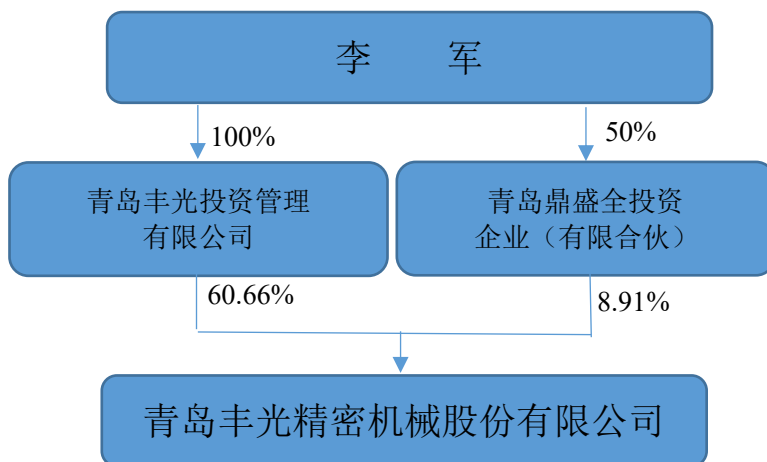 李 军
100%
50%
青岛丰光投资管理
有限公司
青岛鼎盛全投资
企业（有限合伙）
60.66%
8.91%
青岛丰光精密机械股份有限公司